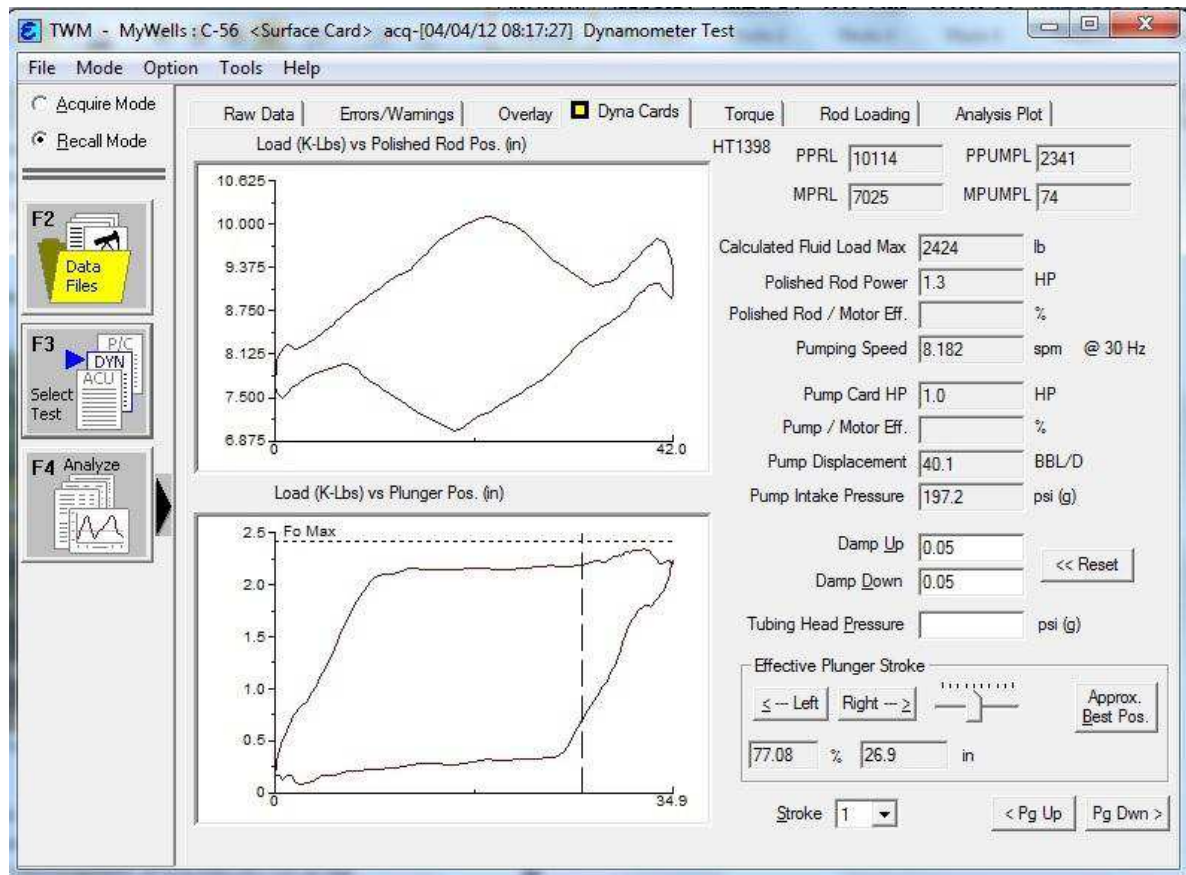 TWM - MyWells : C-56 <Surface Card> acq-[04/04/12 08:17:27] Dynamometer Test
File Mode Option Tools Help
Acquire Mode
Recall Mode
F2
Data
Files
F3
P/C
DYN
ACU
Select
Test
F4 Analyze
Raw Data Errors/Warnings Overlay Dyna Cards Torque Rod Loading Analysis Plot
Load (K-Lbs) vs Polished Rod Pos. (in)
10.625
10.000
9.375
8.750
8.125
7.500
6.875
0 42.0
Load (K-Lbs) vs Plunger Pos. (in)
2.5 Fo Max
2.0
1.5
1.0
0.5
0
0 34.9
HT1398
PPRL 10114 PPUMPL 2341
MPRL 7025 MPUMPL 74
Calculated Fluid Load Max 2424 lb
Polished Rod Power 1.3 HP
Polished Rod / Motor Eff. %
Pumping Speed 8.182 spm @ 30 Hz
Pump Card HP 1.0 HP
Pump / Motor Eff. %
Pump Displacement 40.1 BBL/D
Pump Intake Pressure 197.2 psi (g)
Damp Up 0.05
Damp Down 0.05
<< Reset
Tubing Head Pressure psi (g)
Effective Plunger Stroke
< -- Left Right -- >
Approx.
Best Pos.
77.08 % 26.9 in
Stroke 1 < Pg Up Pg Dwn >